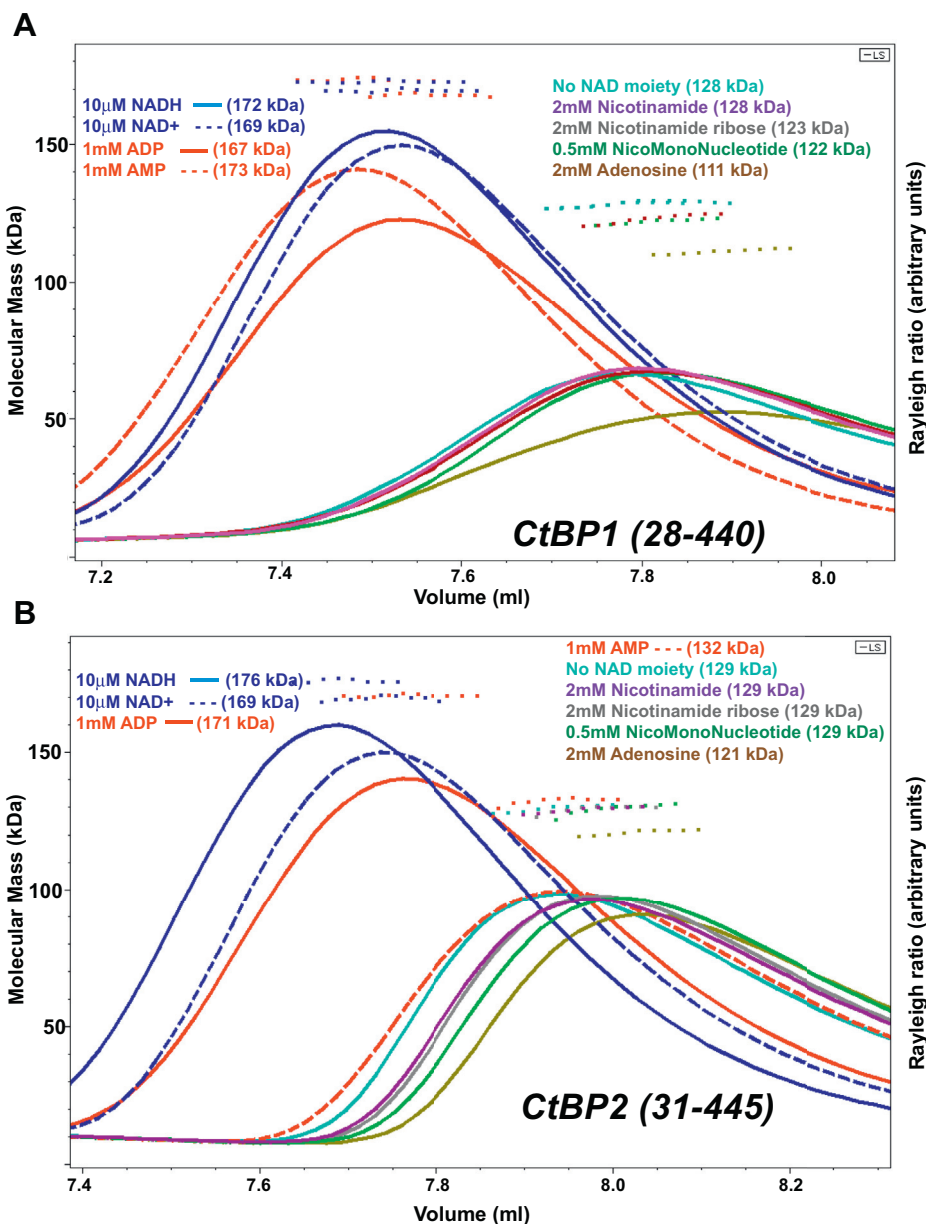 A
LS
10μM NADH (172 kDa)
10μM NAD+ (169 kDa)
1mM ADP (167 kDa)
1mM AMP (173 kDa)
No NAD moiety (128 kDa)
2mM Nicotinamide (128 kDa)
2mM Nicotinamide ribose (123 kDa)
0.5mM NicoMonoNucleotide (122 kDa)
2mM Adenosine (111 kDa)
150
100
50
Molecular Mass (kDa)
Rayleigh ratio (arbitrary units)
CtBP1 (28-440)
7.2 7.4 7.6 7.8 8.0
Volume (ml)
B
LS
10μM NADH (176 kDa)
10μM NAD+ (169 kDa)
1mM ADP (171 kDa)
1mM AMP --- (132 kDa)
No NAD moiety (129 kDa)
2mM Nicotinamide (129 kDa)
2mM Nicotinamide ribose (129 kDa)
0.5mM NicoMonoNucleotide (129 kDa)
2mM Adenosine (121 kDa)
150
100
50
Molecular Mass (kDa)
Rayleigh ratio (arbitrary units)
CtBP2 (31-445)
7.4 7.6 7.8 8.0 8.2
Volume (ml)